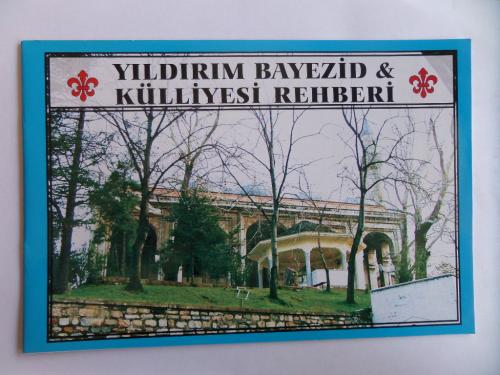 YILDIRIM BAYEZİD &
KÜLLİYESİ REHBERİ